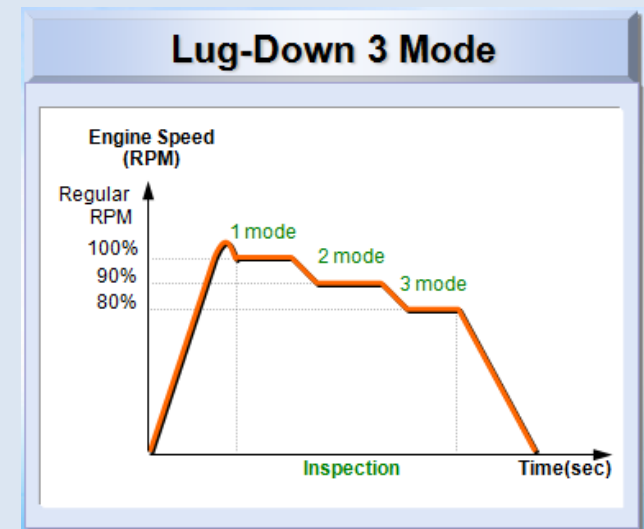 Lug-Down 3 Mode
Engine Speed
(RPM)
Regular
RPM
1 mode
100%
2 mode
90%
3 mode
80%
Inspection
Time(sec)